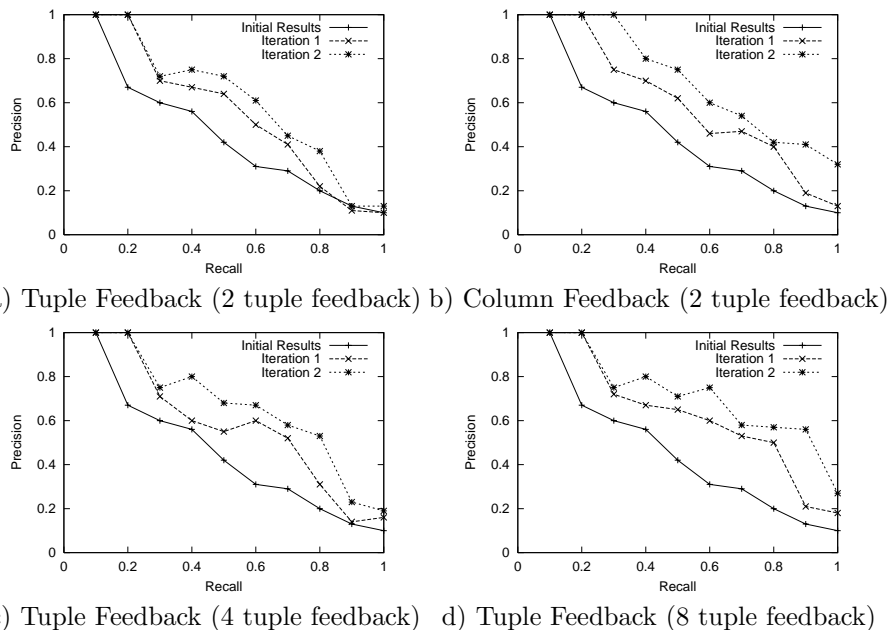 1
0.8
0.6
0.4
0.2
0
Precision
0 0.2 0.4 0.6 0.8 1
Recall
Initial Results
Iteration 1
Iteration 2
1
0.8
0.6
0.4
0.2
0
Precision
0 0.2 0.4 0.6 0.8 1
Recall
Initial Results
Iteration 1
Iteration 2
) Tuple Feedback (2 tuple feedback) b) Column Feedback (2 tuple feedback)
1
0.8
0.6
0.4
0.2
0
Precision
0 0.2 0.4 0.6 0.8 1
Recall
Initial Results
Iteration 1
Iteration 2
1
0.8
0.6
0.4
0.2
0
Precision
0 0.2 0.4 0.6 0.8 1
Recall
Initial Results
Iteration 1
Iteration 2
) Tuple Feedback (4 tuple feedback) d) Tuple Feedback (8 tuple feedback)